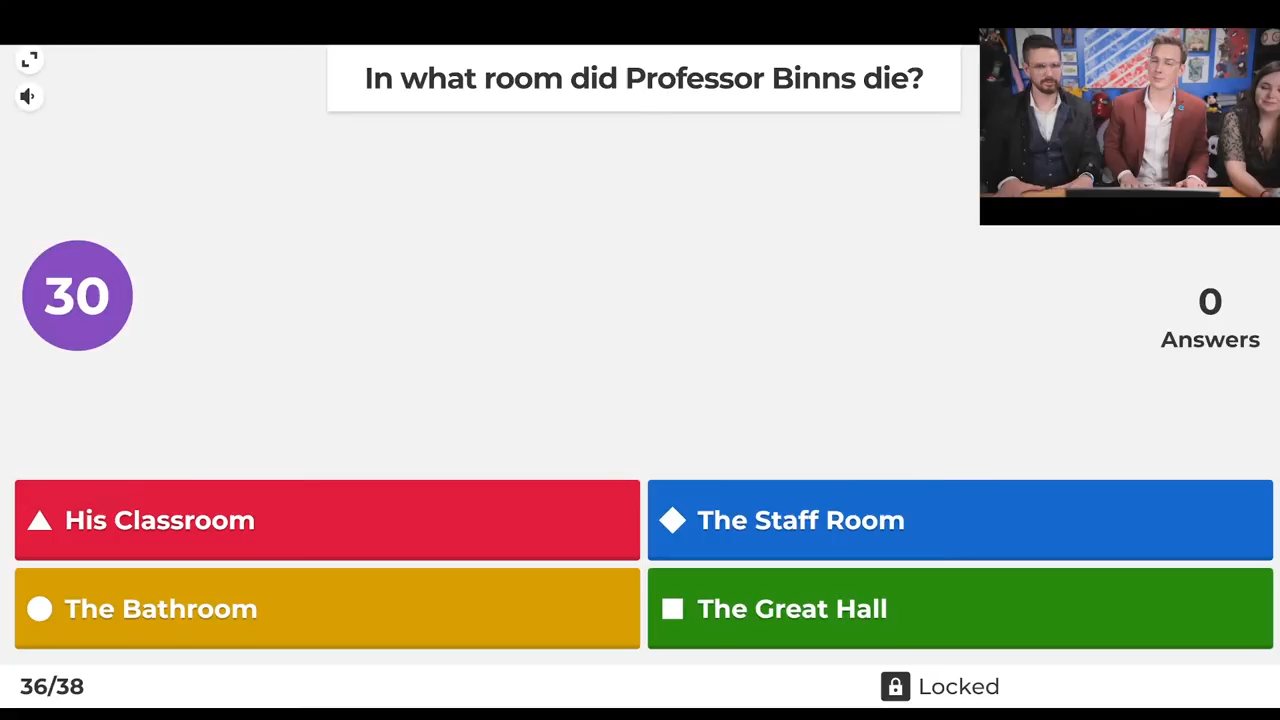 In what room did Professor Binns die?
30
0
Answers
His Classroom
The Staff Room
The Bathroom
The Great Hall
36/38
Locked